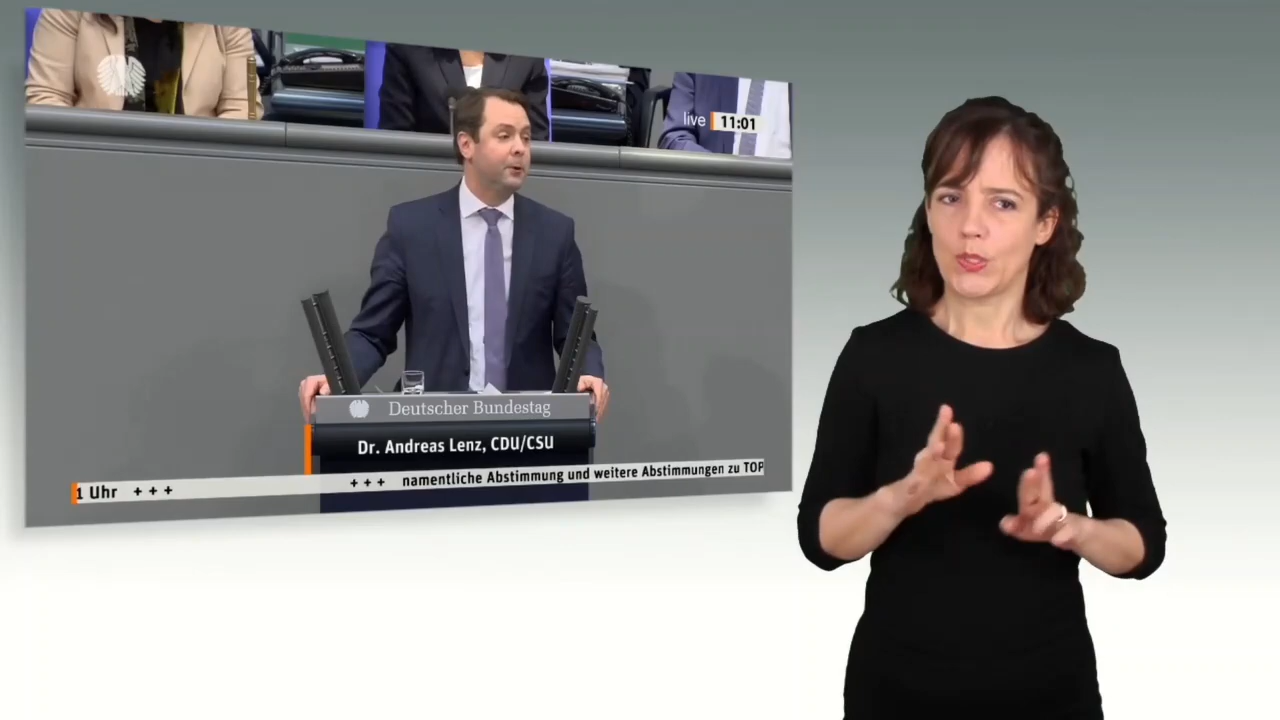 live 11:01
Deutscher Bundestag
Dr. Andreas Lenz, CDU/CSU
1 Uhr +++ +++ namentliche Abstimmung und weitere Abstimmungen zu TOP